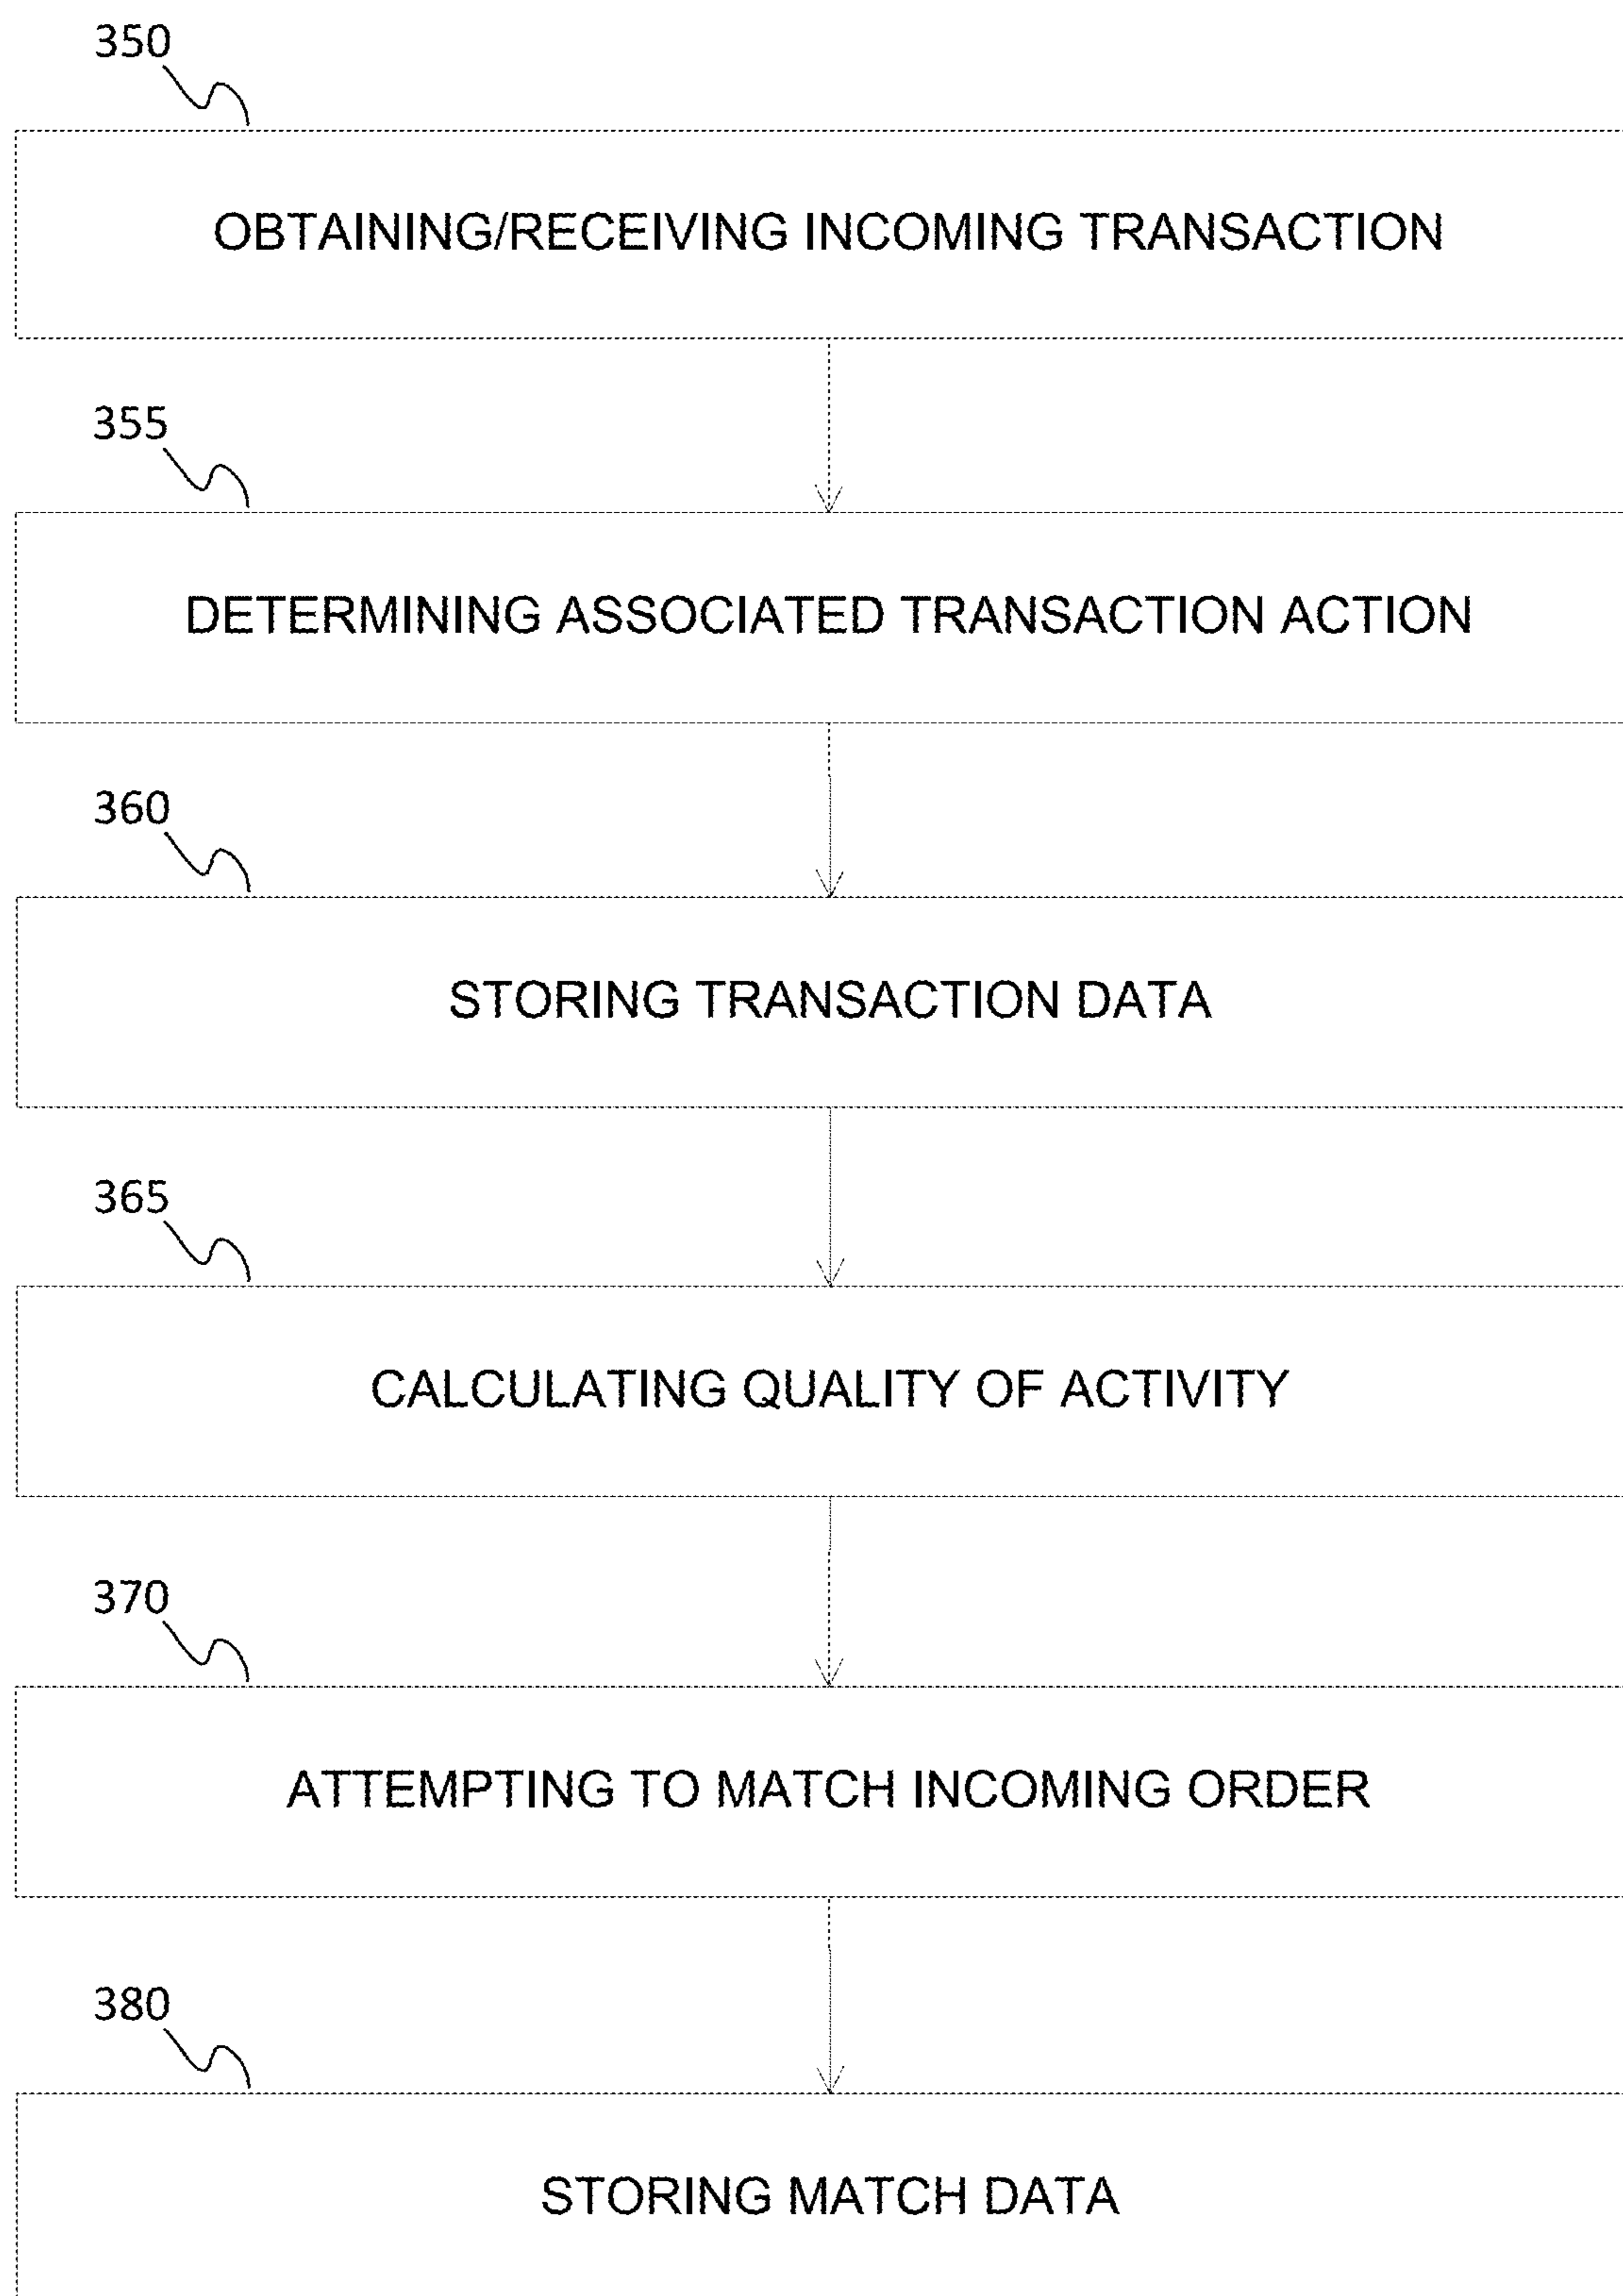 350
OBTAINING/RECEIVING INCOMING TRANSACTION
355
DETERMINING ASSOCIATED TRANSACTION ACTION
360
STORING TRANSACTION DATA
365
CALCULATING QUALITY OF ACTIVITY
370
ATTEMPTING TO MATCH INCOMING ORDER
380
STORING MATCH DATA